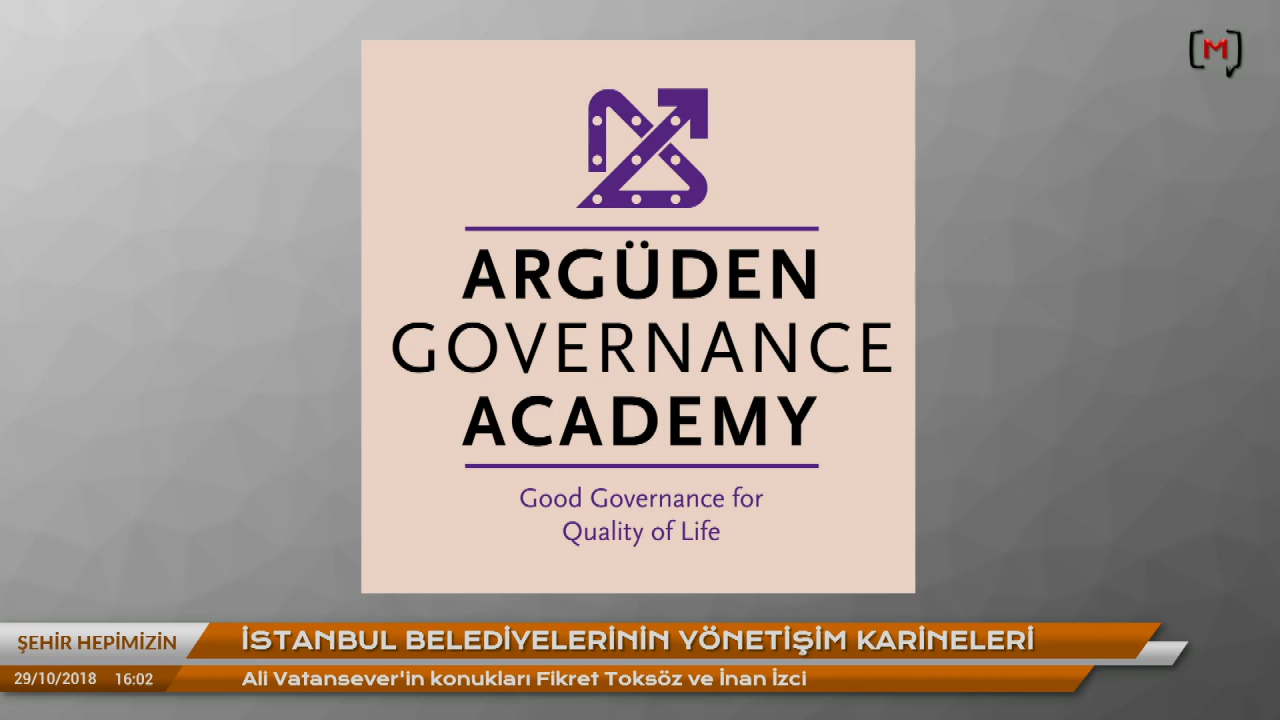 [M]
ARGÜDEN
GOVERNANCE
ACADEMY
Good Governance for
Quality of Life
ŞEHİR HEPİMİZİN
İSTANBUL BELEDİYELERİNİN YÖNETİŞİM KARİNELERİ
29/10/2018 16:02
Ali Vatansever'in konukları Fikret Toksöz ve İnan İzci